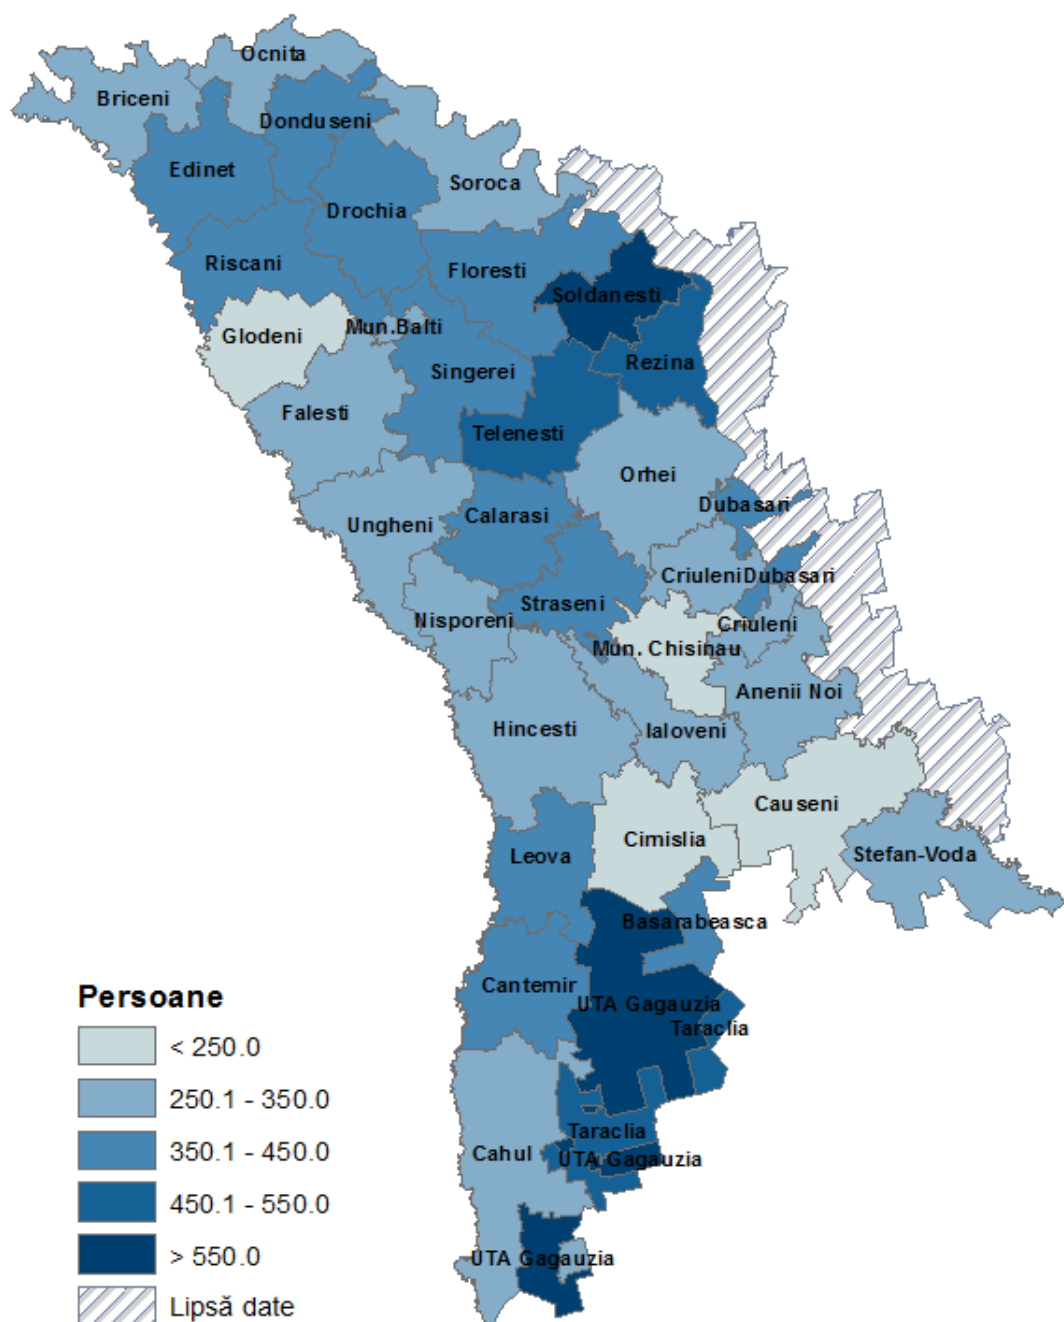 Ocnita
Briceni
Donduseni
Edinet
Soroca
Drochia
Riscani
Floresti
Soldanesti
Glodeni
Mun.Balti
Rezina
Singerei
Falesti
Telenesti
Orhei
Dubasari
Calarasi
Ungheni
Criuleni
Dubasari
Straseni
Nisporeni
Criuleni
Mun. Chisinau
Anenii Noi
Hincesti
Ialoveni
Causeni
Cimislia
Stefan-Voda
Leova
Basarabeasca
Cantemir
UTA Gagauzia
Taraclia
Taraclia
Cahul
UTA Gagauzia
UTA Gagauzia
Persoane
< 250.0
250.1 - 350.0
350.1 - 450.0
450.1 - 550.0
> 550.0
Lipsă date